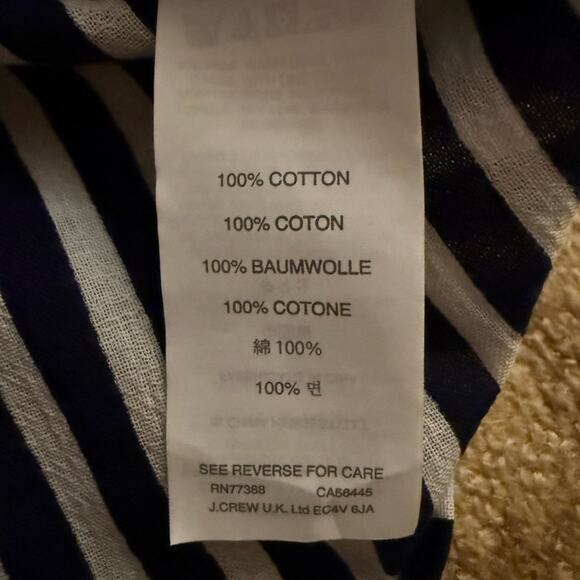 100% COTTON
100% COTON
100% BAUMWOLLE
100% COTONE
綿 100%
100% 면
SEE REVERSE FOR CARE
RN77388 CA56445
J.CREW U.K. Ltd EC4V 6JA